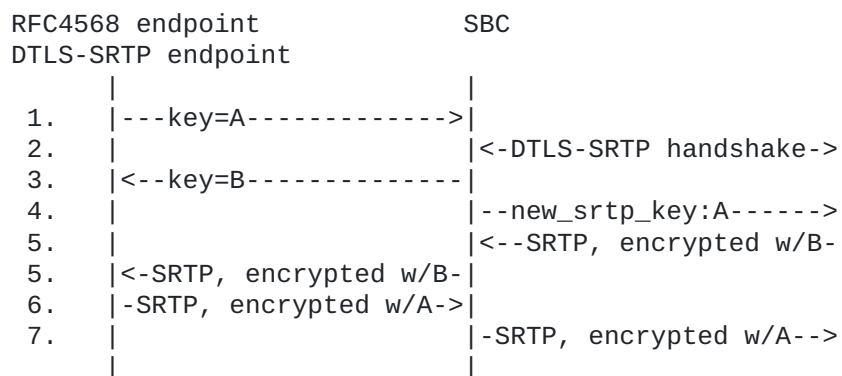 RFC4568 endpoint                SBC
DTLS-SRTP endpoint
      |                         |
 1.   |---key=A------------->|
 2.   |                         |<-DTLS-SRTP handshake->
 3.   |<--key=B--------------|
 4.   |                         |--new_srtp_key:A------>
 5.   |                         |<--SRTP, encrypted w/B-
 5.   |<-SRTP, encrypted w/B-|
 6.   |-SRTP, encrypted w/A->|
 7.   |                         |-SRTP, encrypted w/A-->
      |                         |